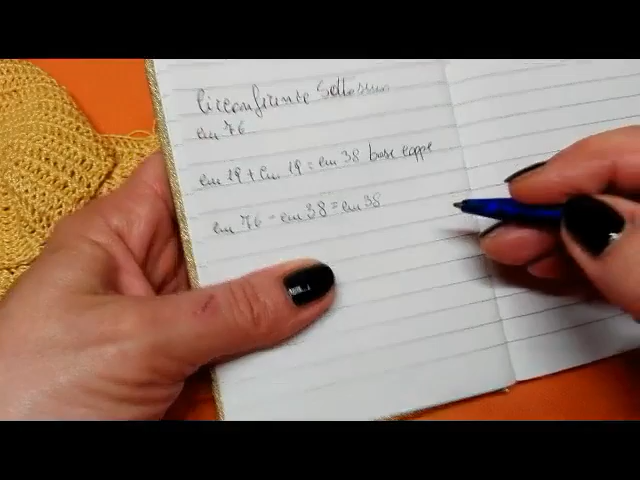 Circonferenza Sottoseno
cm 76
cm 19 + cm 19 = cm 38 base coppe
cm 76 - cm 38 = cm 38